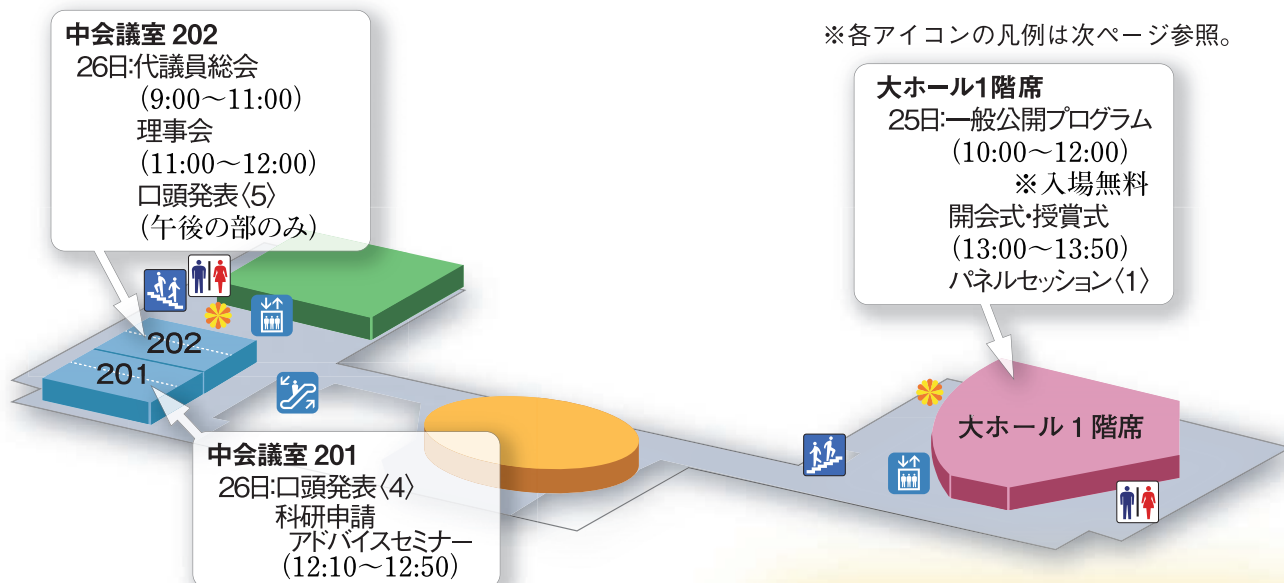 中会議室 202
26日:代議員総会
(9:00〜11:00)
理事会
(11:00〜12:00)
口頭発表〈5〉
(午後の部のみ)
※各アイコンの凡例は次ページ参照。
大ホール1階席
25日:一般公開プログラム
(10:00〜12:00)
※入場無料
開会式・授賞式
(13:00〜13:50)
パネルセッション〈1〉
202
201
大ホール 1 階席
中会議室 201
26日:口頭発表〈4〉
科研申請
アドバイスセミナー
(12:10〜12:50)